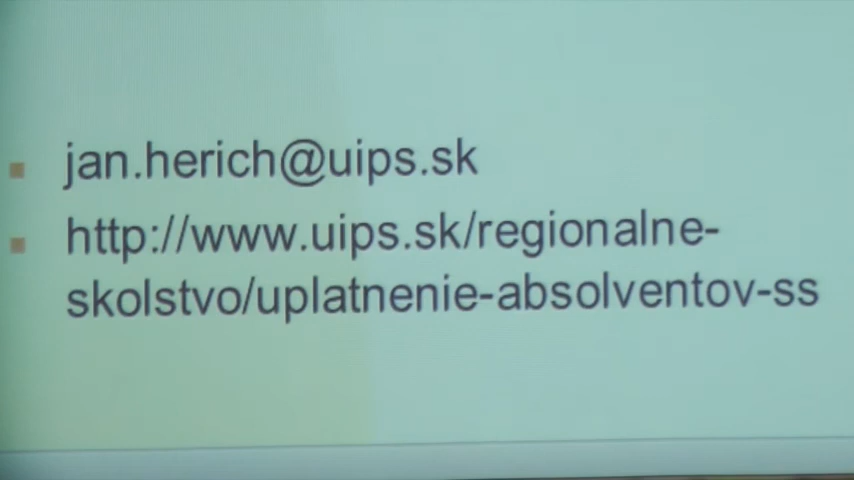 jan.herich@uips.sk
http://www.uips.sk/regionalne-
skolstvo/uplatnenie-absolventov-ss